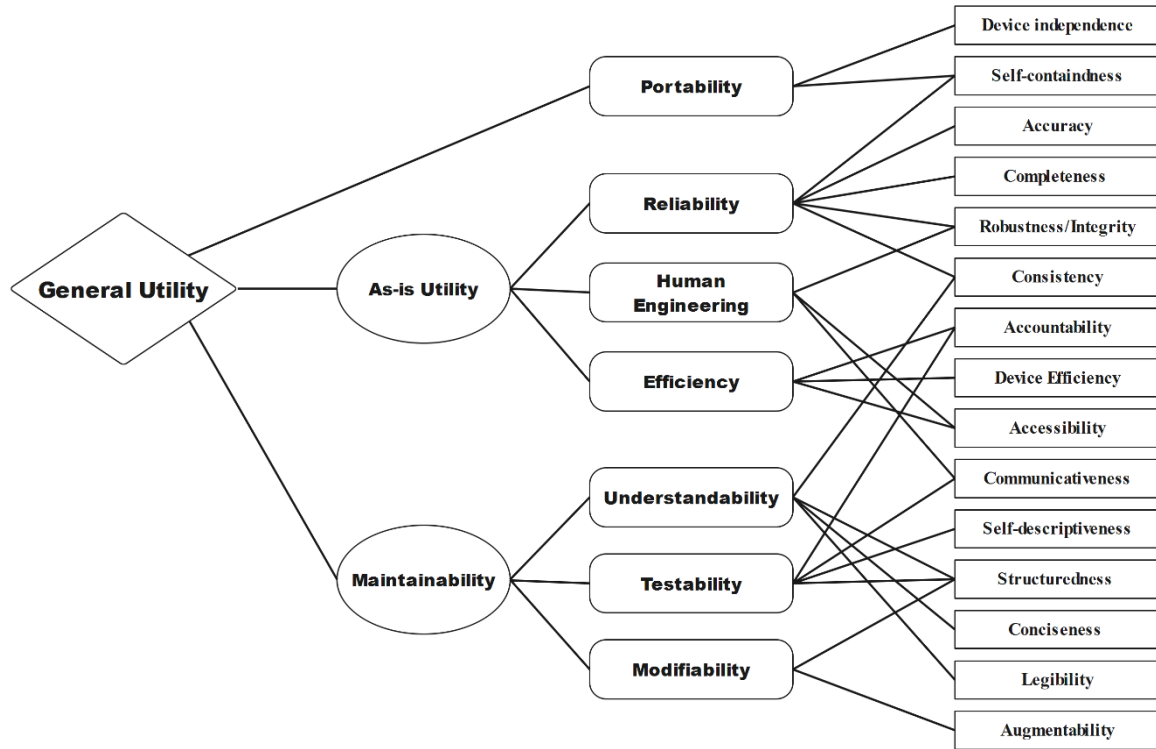 General Utility
As-is Utility
Maintainability
Portability
Reliability
Human
Engineering
Efficiency
Understandability
Testability
Modifiability
Device independence
Self-containdness
Accuracy
Completeness
Robustness/Integrity
Consistency
Accountability
Device Efficiency
Accessibility
Communicativeness
Self-descriptiveness
Structuredness
Conciseness
Legibility
Augmentability